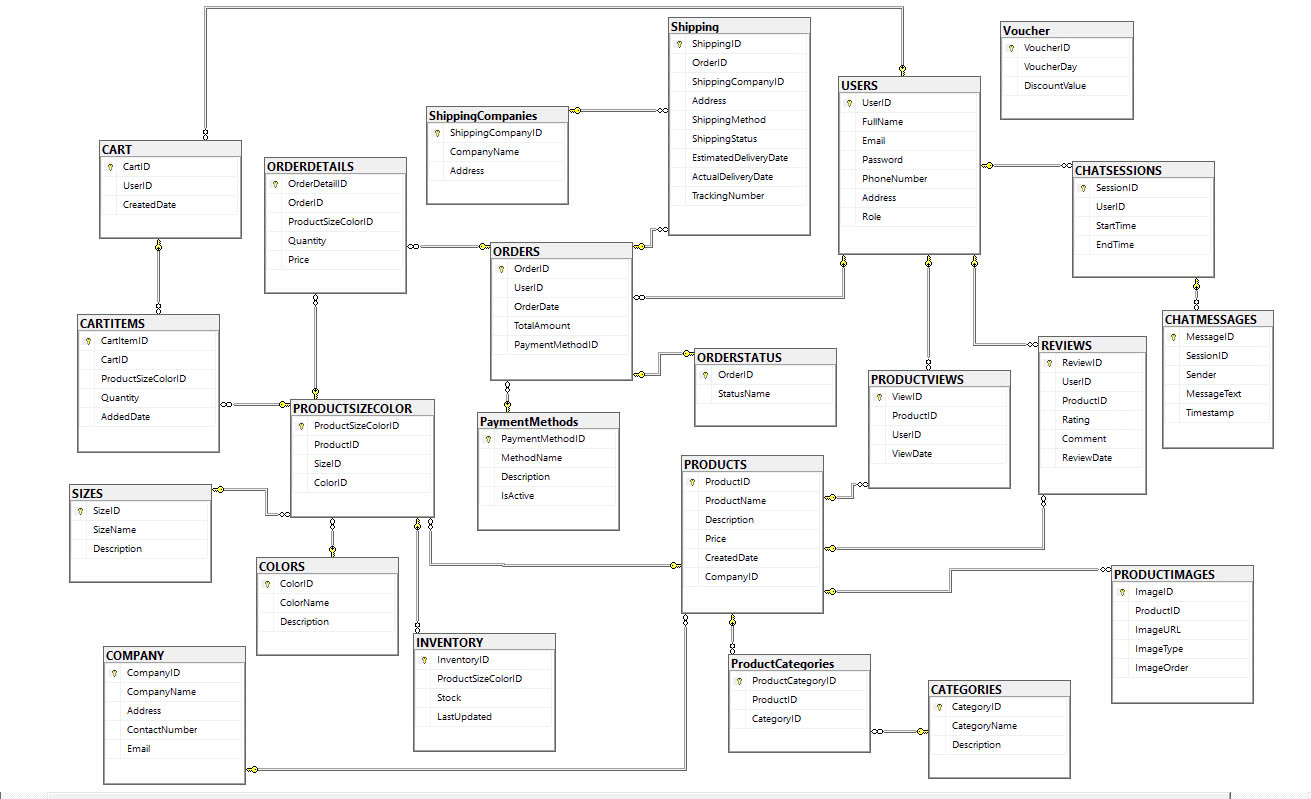 Shipping
ShippingID
OrderID
ShippingCompanyID
Address
ShippingMethod
ShippingStatus
EstimatedDeliveryDate
ActualDeliveryDate
TrackingNumber
Voucher
VoucherID
VoucherDay
DiscountValue
USERS
UserID
FullName
Email
Password
PhoneNumber
Address
Role
ShippingCompanies
ShippingCompanyID
CompanyName
Address
CART
CartID
UserID
CreatedDate
ORDERDETAILS
OrderDetailID
OrderID
ProductSizeColorID
Quantity
Price
CHATSESSIONS
SessionID
UserID
StartTime
EndTime
ORDERS
OrderID
UserID
OrderDate
TotalAmount
PaymentMethodID
CARTITEMS
CartItemID
CartID
ProductSizeColorID
Quantity
AddedDate
CHATMESSAGES
MessageID
SessionID
Sender
MessageText
Timestamp
REVIEWS
ReviewID
UserID
ProductID
Rating
Comment
ReviewDate
ORDERSTATUS
OrderID
StatusName
PRODUCTVIEWS
ViewID
ProductID
UserID
ViewDate
PRODUCTSIZECOLOR
ProductSizeColorID
ProductID
SizeID
ColorID
PaymentMethods
PaymentMethodID
MethodName
Description
IsActive
PRODUCTS
ProductID
ProductName
Description
Price
CreatedDate
CompanyID
SIZES
SizeID
SizeName
Description
COLORS
ColorID
ColorName
Description
PRODUCTIMAGES
ImageID
ProductID
ImageURL
ImageType
ImageOrder
INVENTORY
InventoryID
ProductSizeColorID
Stock
LastUpdated
COMPANY
CompanyID
CompanyName
Address
ContactNumber
Email
ProductCategories
ProductCategoryID
ProductID
CategoryID
CATEGORIES
CategoryID
CategoryName
Description